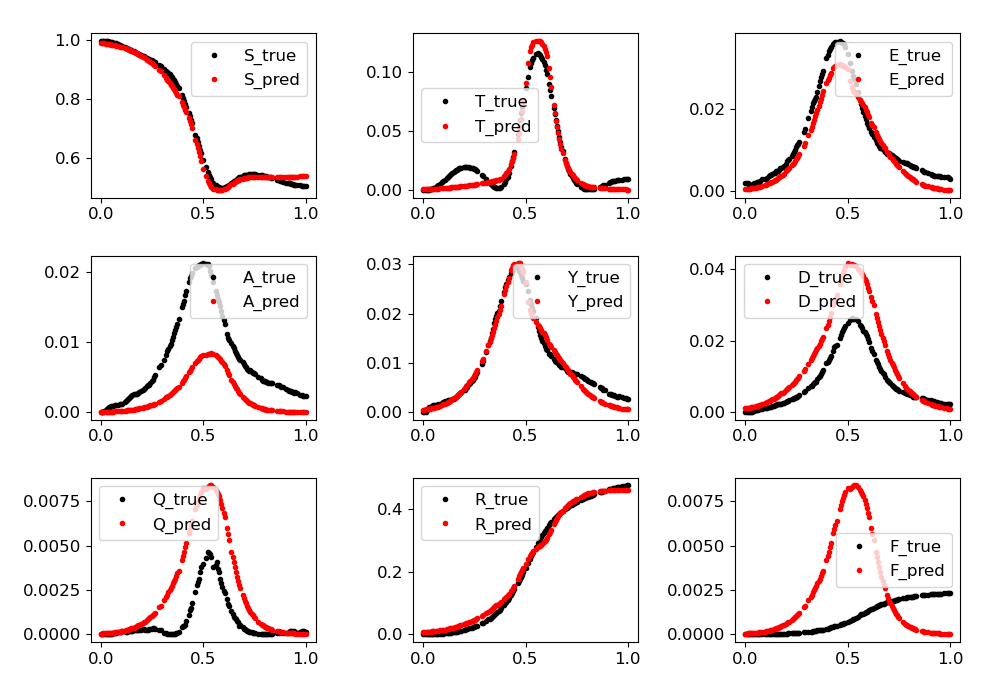 1.0
0.8
0.6
0.0 0.5 1.0
S_true
S_pred
0.10
0.05
0.00
0.0 0.5 1.0
T_true
T_pred
0.02
0.00
0.0 0.5 1.0
E_true
E_pred
0.02
0.01
0.00
0.0 0.5 1.0
A_true
A_pred
0.03
0.02
0.01
0.00
0.0 0.5 1.0
Y_true
Y_pred
0.04
0.02
0.00
0.0 0.5 1.0
D_true
D_pred
0.0075
0.0050
0.0025
0.0000
0.0 0.5 1.0
Q_true
Q_pred
0.4
0.2
0.0
0.0 0.5 1.0
R_true
R_pred
0.0075
0.0050
0.0025
0.0000
0.0 0.5 1.0
F_true
F_pred